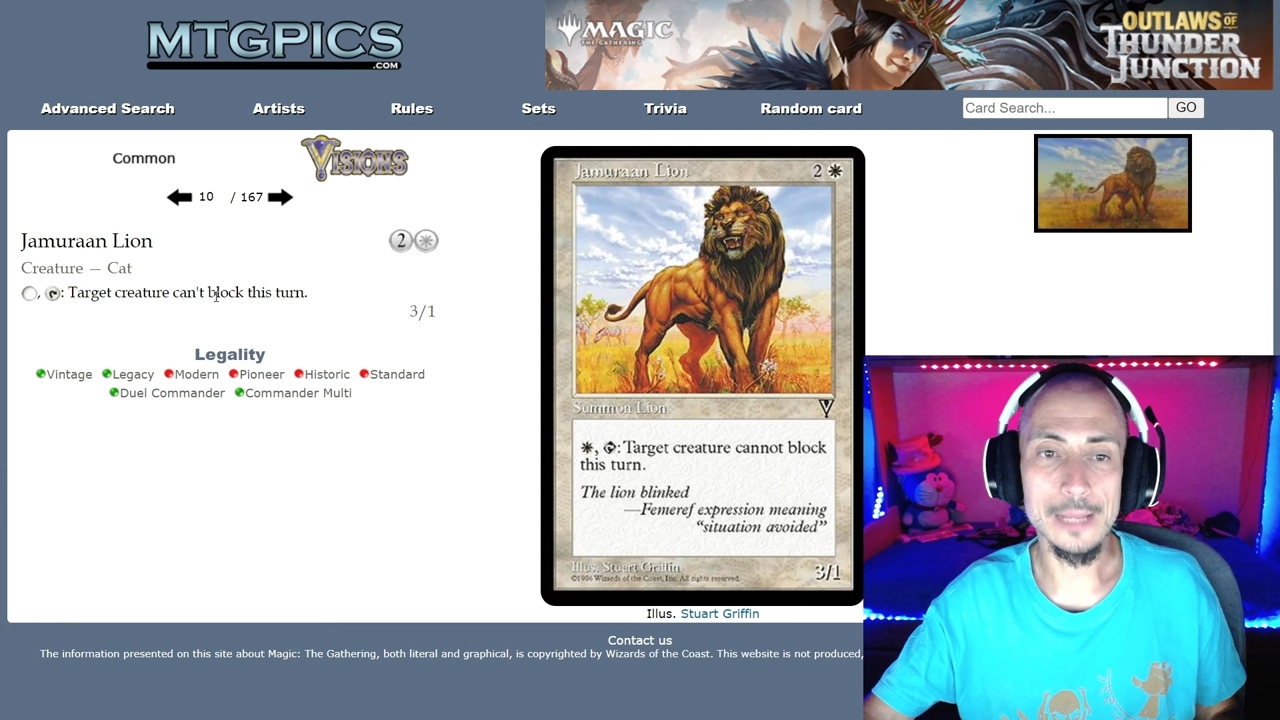 MTGPICS
.COM
MAGIC
THE GATHERING
OUTLAWS OF
THUNDER
JUNCTION
Advanced Search
Artists
Rules
Sets
Trivia
Random card
Card Search...
GO
Common
VISIONS
10 / 167
Jamuraan Lion
2
Creature — Cat
, : Target creature can't block this turn.
3/1
Legality
Vintage Legacy Modern Pioneer Historic Standard
Duel Commander Commander Multi
Jamuraan Lion 2
Summon Lion
, : Target creature cannot block
this turn.
The lion blinked
—Femeref expression meaning
"situation avoided"
Illus. Stuart Griffin
©1996 Wizards of the Coast, Inc. All rights reserved.
3/1
Illus. Stuart Griffin
Contact us
The information presented on this site about Magic: The Gathering, both literal and graphical, is copyrighted by Wizards of the Coast. This website is not produced,